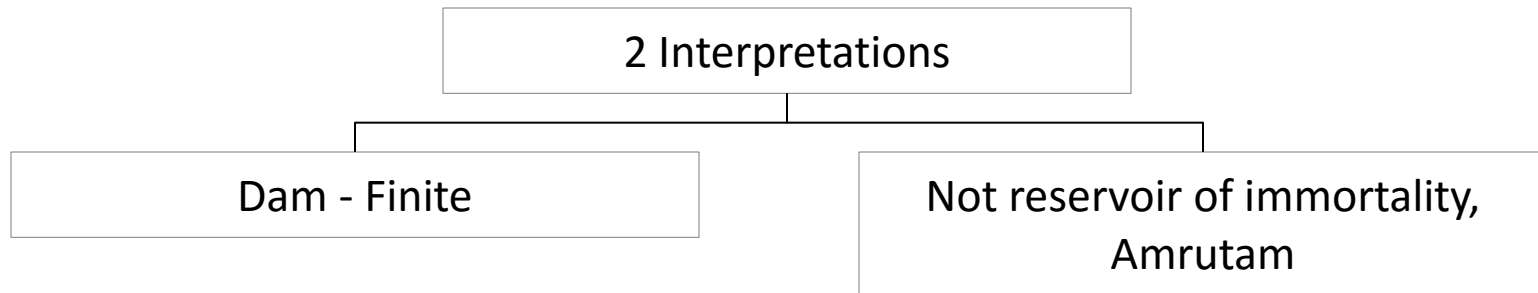 2 Interpretations
Dam - Finite
Not reservoir of immortality,
Amrutam